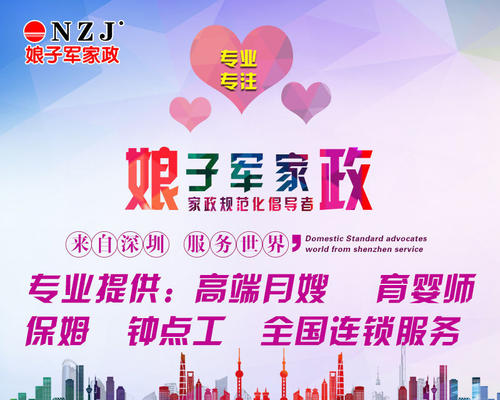 NZJ
娘子军家政
专业
专注
娘子军家政
家政规范化倡导者
来自深圳 服务世界,
Domestic Standard advocates
world from shenzhen service
专业提供：高端月嫂 育婴师
保姆 钟点工 全国连锁服务